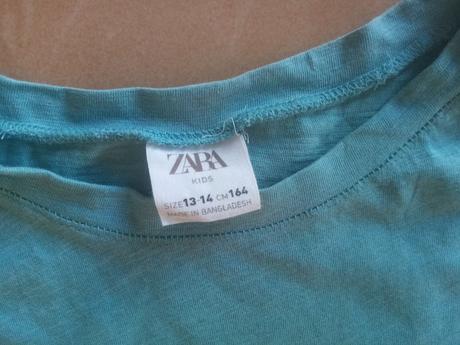 ZARA
KIDS
SIZE 13-14 CM 164
MADE IN BANGLADESH